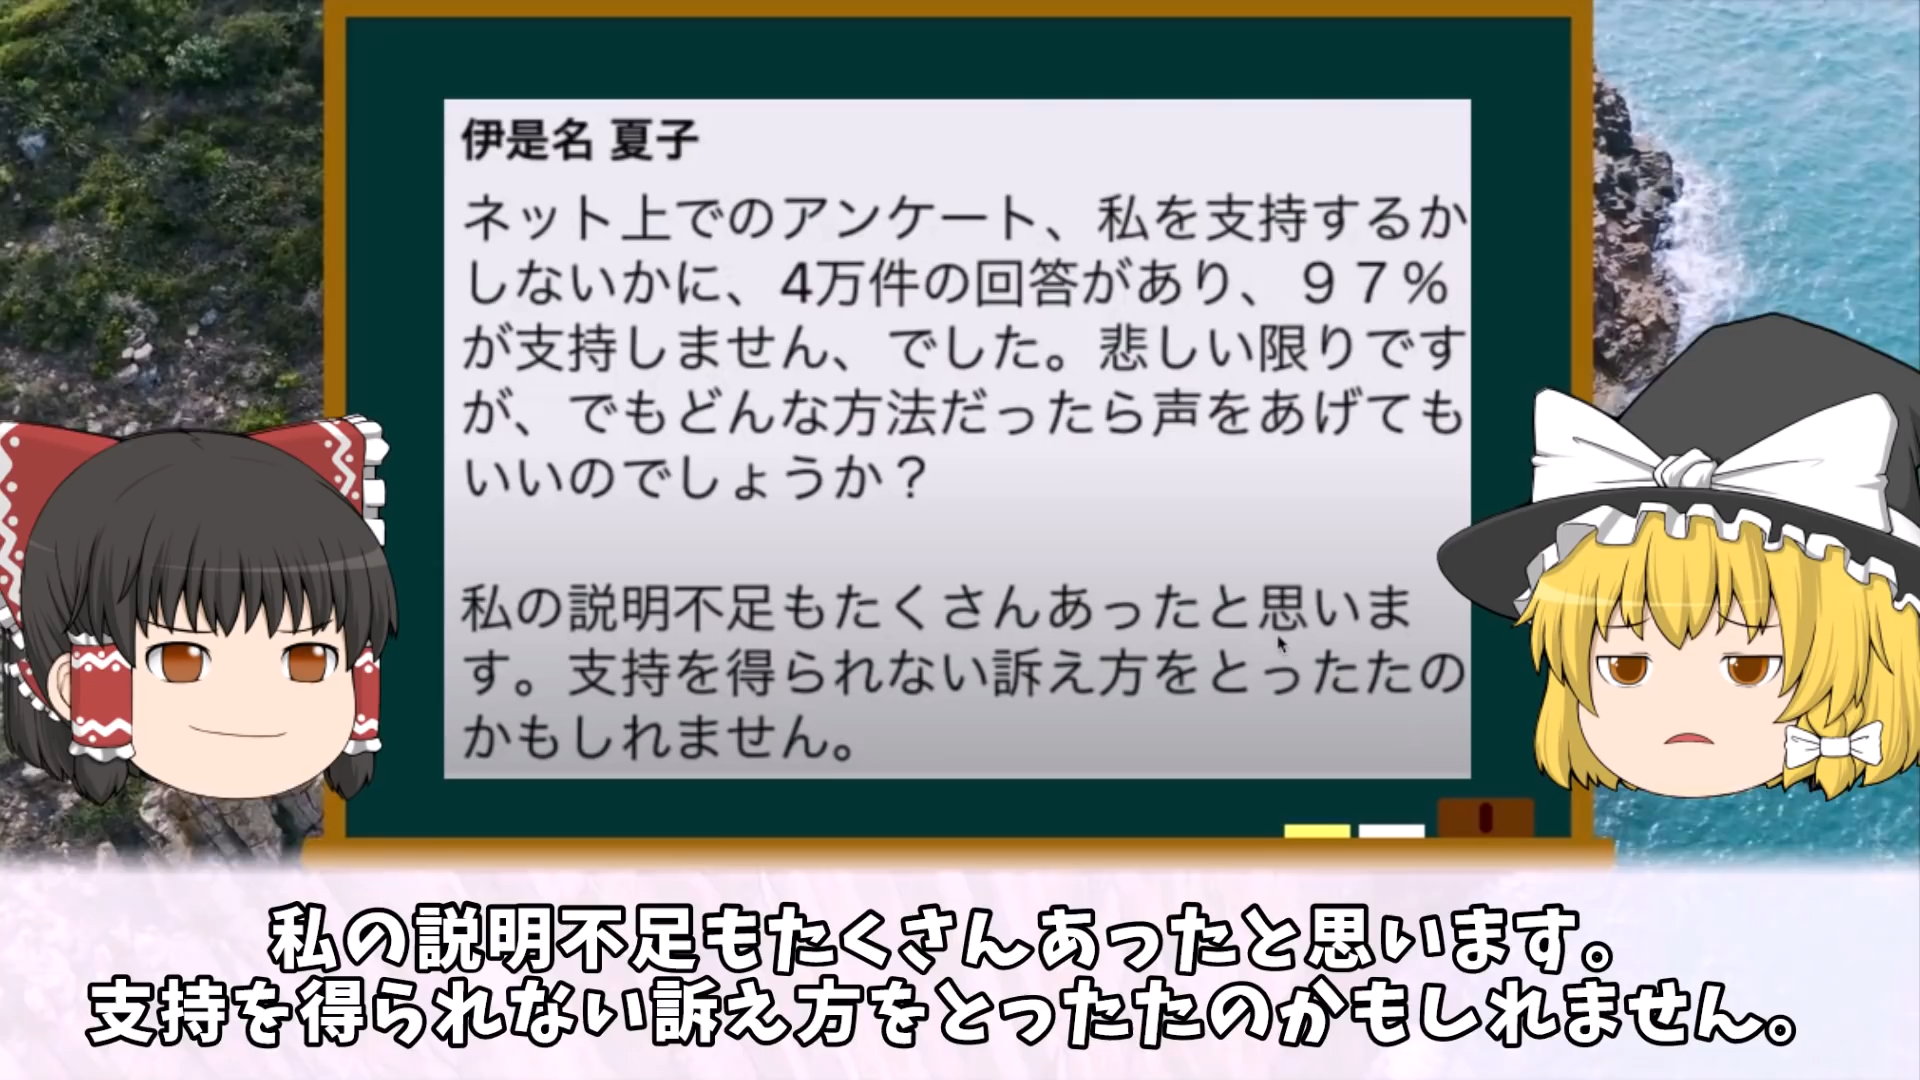 伊是名 夏子
ネット上でのアンケート、私を支持するか
しないかに、4万件の回答があり、９７％
が支持しません、でした。悲しい限りです
が、でもどんな方法だったら声をあげても
いいのでしょうか？
私の説明不足もたくさんあったと思いま
す。支持を得られない訴え方をとったたの
かもしれません。
私の説明不足もたくさんあったと思います。
支持を得られない訴え方をとったたのかもしれません。